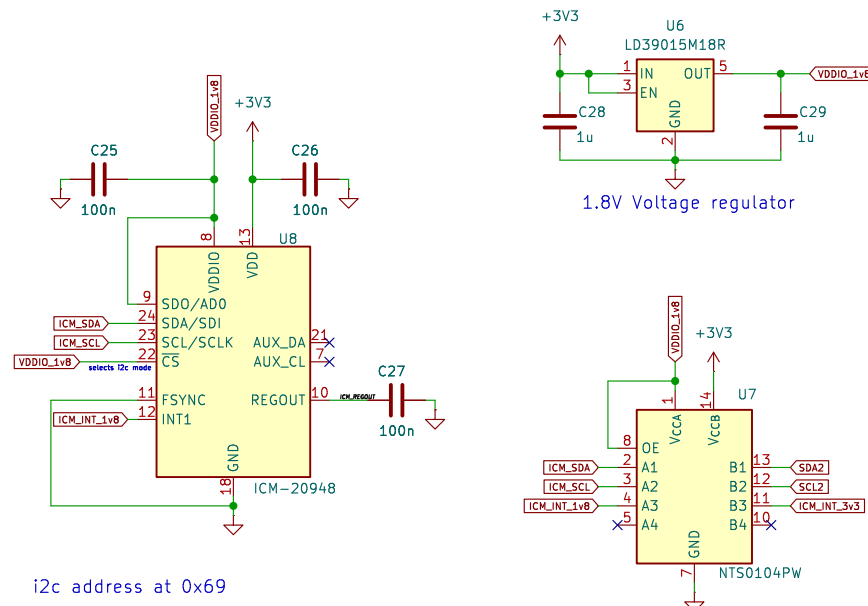 +3V3
U6
LD39015M18R
1 IN OUT 5
3 EN
GND
2
VDDIO_1v8
C28
1u
C29
1u
1.8V Voltage regulator
VDDIO_1v8
+3V3
C25
100n
C26
100n
8
13
U8
VDDIO
VDD
9 SDO/AD0
ICM_SDA 24 SDA/SDI
ICM_SCL 23 SCL/SCLK
VDDIO_1v8 22 CS
selects i2c mode
11 FSYNC
ICM_INT_1v8 12 INT1
AUX_DA 21
AUX_CL 7
REGOUT 10 ICM_REGOUT
C27
100n
GND
18
ICM-20948
i2c address at 0x69
VDDIO_1v8
+3V3
1
14
U7
VCCA
VCCB
8 OE
ICM_SDA 2 A1 B1 13 SDA2
ICM_SCL 3 A2 B2 12 SCL2
ICM_INT_1v8 4 A3 B3 11 ICM_INT_3v3
5 A4 B4 10
GND
7
NTS0104PW